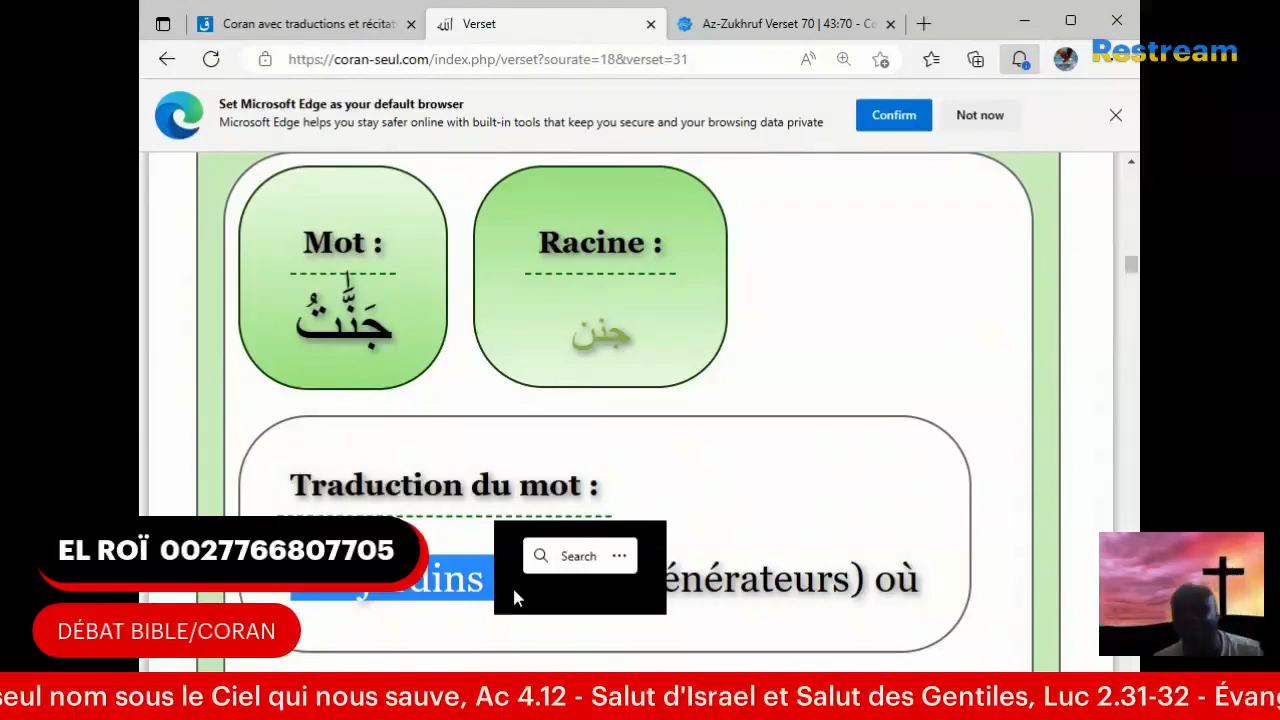 Coran avec traductions et récitat
Verset
Az-Zukhruf Verset 70 | 43:70 - Co
https://coran-seul.com/index.php/verset?sourate=18&verset=31
Restream
Set Microsoft Edge as your default browser
Microsoft Edge helps you stay safer online with built-in tools that keep you secure and your browsing data private
Confirm
Not now
Mot :
جَنَّٰتُ
Racine :
جنن
Traduction du mot :
Search
énérateurs) où
EL ROÏ 0027766807705
DÉBAT BIBLE/CORAN
seul nom sous le Ciel qui nous sauve, Ac 4.12 - Salut d'Israel et Salut des Gentiles, Luc 2.31-32 - Évang